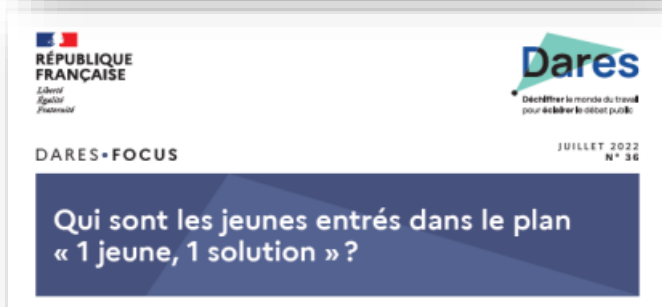 RÉPUBLIQUE
FRANÇAISE
Liberté
Égalité
Fraternité
Dares
Déchiffrer le monde du travail
pour éclairer le débat public
DARES•FOCUS
JUILLET 2022
N° 36
Qui sont les jeunes entrés dans le plan
« 1 jeune, 1 solution » ?